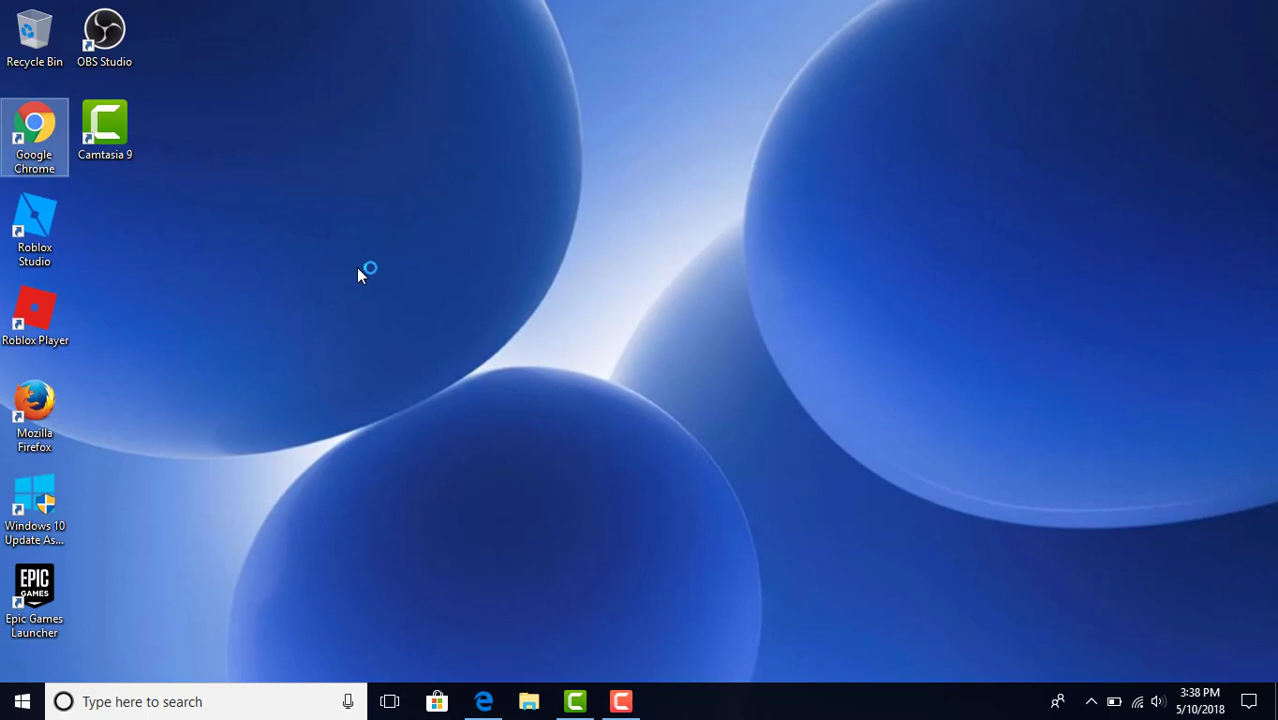 Recycle Bin
OBS Studio
Google
Chrome
Camtasia 9
Roblox
Studio
Roblox Player
Mozilla
Firefox
Windows 10
Update As...
EPIC
GAMES
Epic Games
Launcher
Type here to search
3:38 PM
5/10/2018